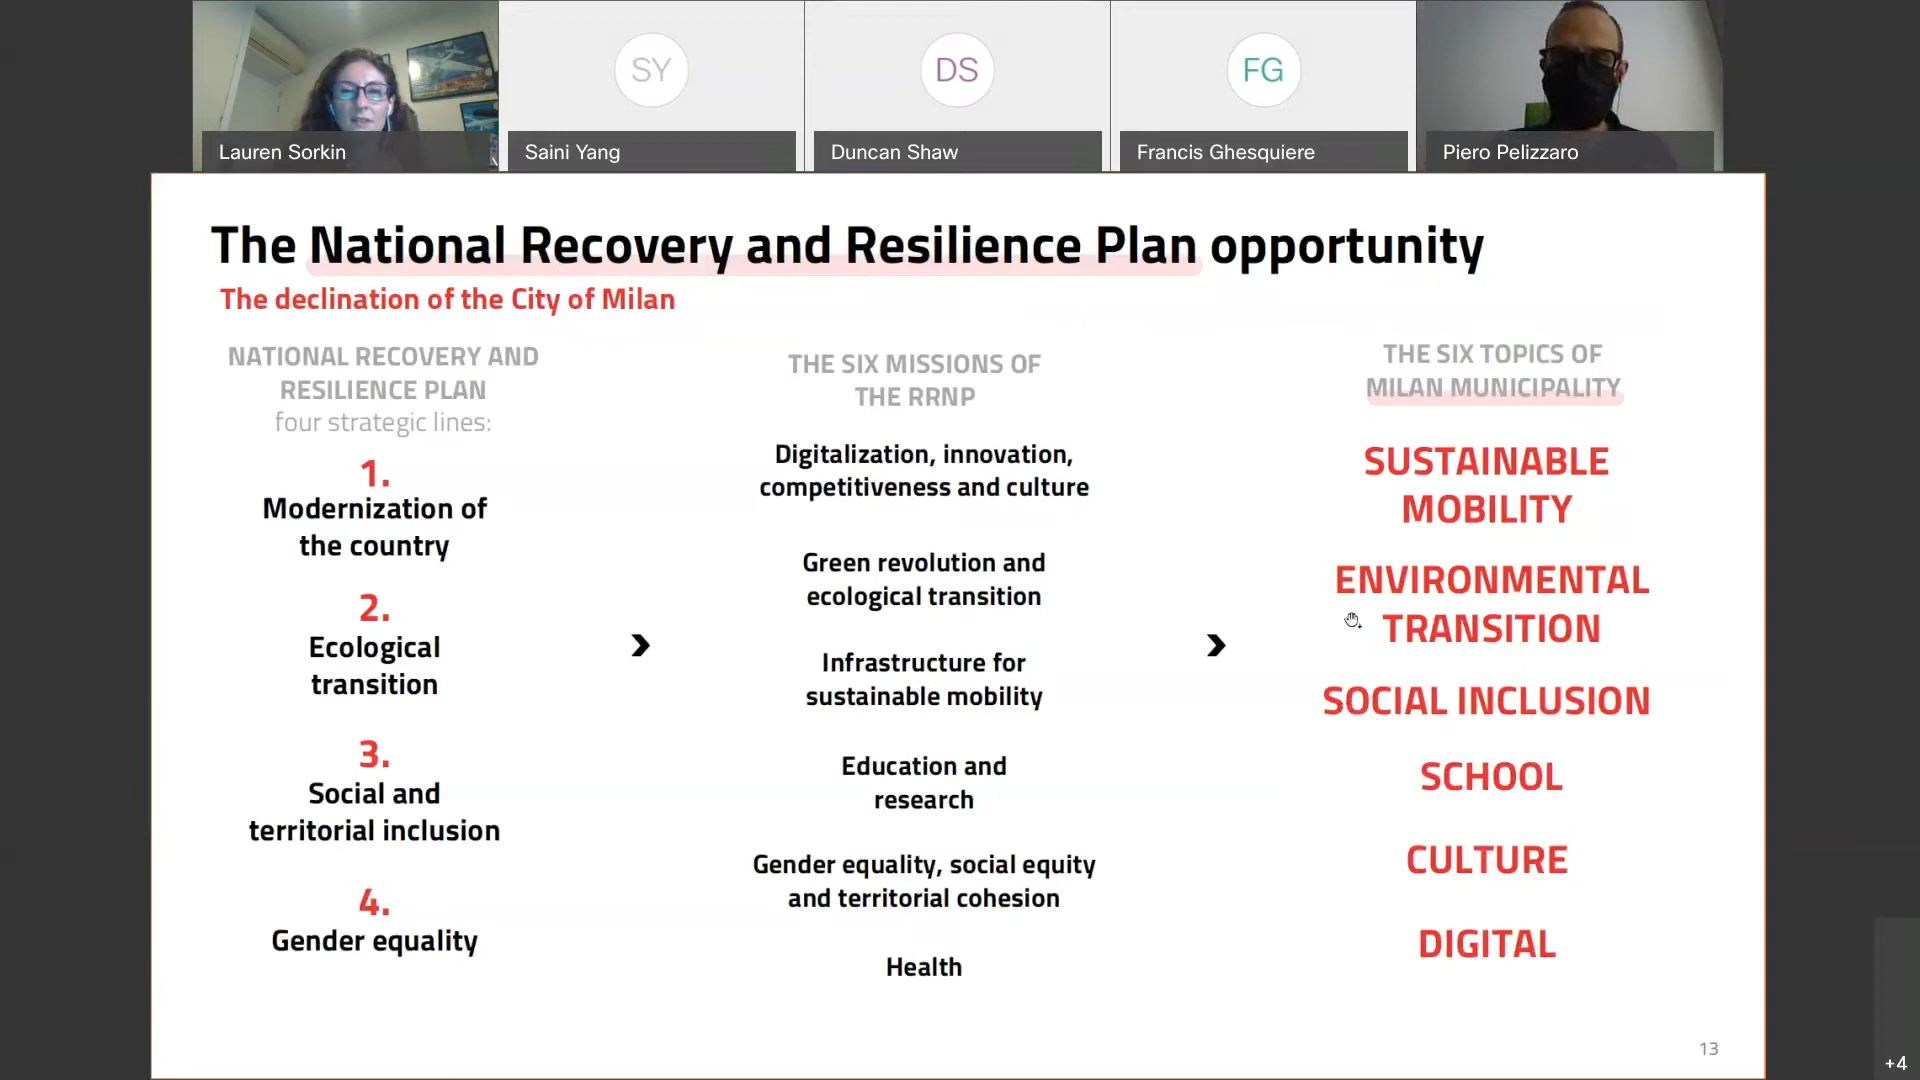 SY
DS
FG
Lauren Sorkin
Saini Yang
Duncan Shaw
Francis Ghesquiere
Piero Pelizzaro
The National Recovery and Resilience Plan opportunity
The declination of the City of Milan
NATIONAL RECOVERY AND
RESILIENCE PLAN
four strategic lines:
1.
Modernization of
the country
2.
Ecological
transition
3.
Social and
territorial inclusion
4.
Gender equality
›
THE SIX MISSIONS OF
THE RRNP
Digitalization, innovation,
competitiveness and culture
Green revolution and
ecological transition
Infrastructure for
sustainable mobility
Education and
research
Gender equality, social equity
and territorial cohesion
Health
›
THE SIX TOPICS OF
MILAN MUNICIPALITY
SUSTAINABLE
MOBILITY
ENVIRONMENTAL
TRANSITION
SOCIAL INCLUSION
SCHOOL
CULTURE
DIGITAL
13
+4